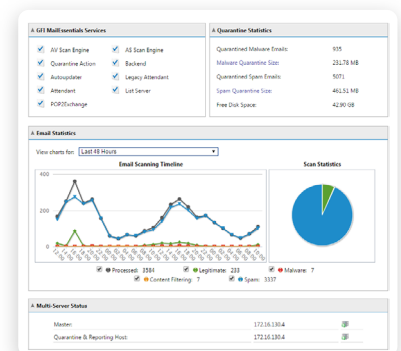 GFI MailEssentials Services
AV Scan Engine
AS Scan Engine
Quarantine Action
Backend
Autoupdater
Legacy Attendant
Attendant
List Server
POP2Exchange
Quarantine Statistics
Quarantined Malware Emails: 935
Malware Quarantine Size: 231.78 MB
Quarantined Spam Emails: 5071
Spam Quarantine Size: 461.51 MB
Free Disk Space: 42.90 GB
Email Statistics
View charts for: Last 48 Hours
Email Scanning Timeline
400
200
0
Scan Statistics
Processed: 3584
Legitimate: 233
Malware: 7
Content Filtering: 7
Spam: 3337
Multi-Server Status
Master: 172.16.130.4
Quarantine & Reporting Host: 172.16.130.4